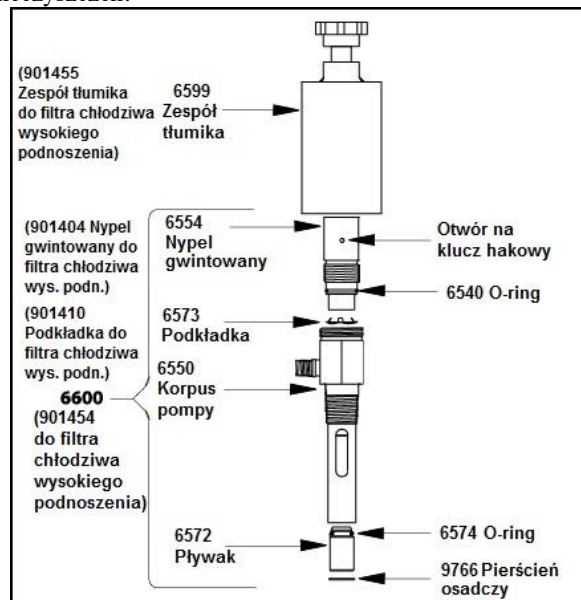 (901455
Zespół tłumika
do filtra chłodziwa
wysokiego
podnoszenia)
6599
Zespół
tłumika
(901404 Nypel
gwintowany do
filtra chłodziwa
wys. podn.)
6554
Nypel
gwintowany
Otwór na
klucz hakowy
6540 O-ring
(901410
Podkładka do
filtra chłodziwa
wys. podn.)
6573
Podkładka
6550
Korpus
pompy
6600
(901454
do filtra
chłodziwa
wysokiego
podnoszenia)
6572
Pływak
6574 O-ring
9766 Pierścień
osadczy